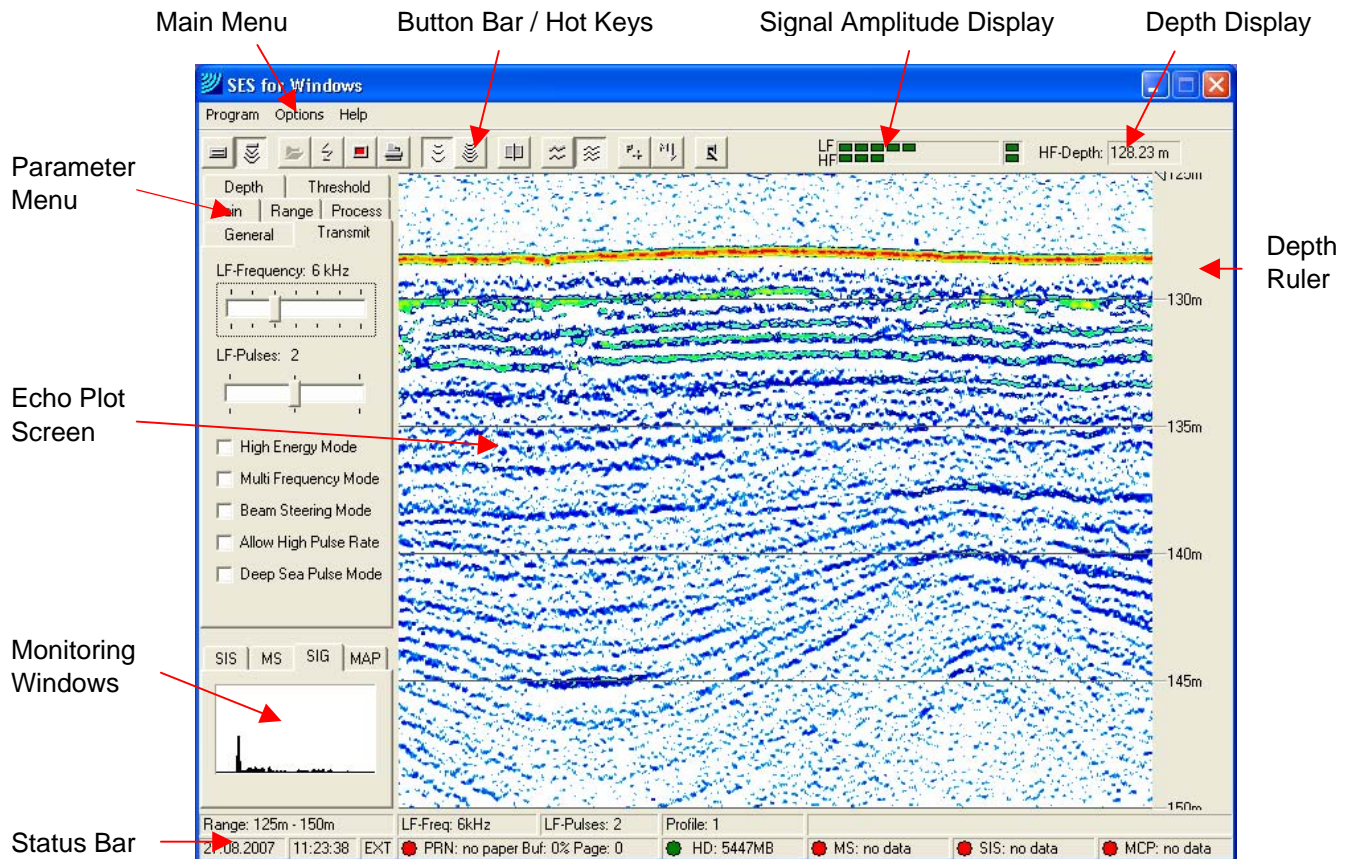 Main Menu
Button Bar / Hot Keys
Signal Amplitude Display
Depth Display
SES for Windows
Program Options Help
LF
HF
HF-Depth: 128.23 m
Parameter
Menu
Depth Threshold
Range Process
General Transmit
LF-Frequency: 6 kHz
LF-Pulses: 2
High Energy Mode
Multi Frequency Mode
Beam Steering Mode
Allow High Pulse Rate
Deep Sea Pulse Mode
Echo Plot
Screen
Monitoring
Windows
SIS MS SIG MAP
125m
130m
135m
140m
145m
150m
Depth
Ruler
Status Bar
Range: 125m - 150m LF-Freq: 6kHz LF-Pulses: 2 Profile: 1
.08.2007 11:23:38 EXT PRN: no paper Buf: 0% Page: 0 HD: 5447MB MS: no data SIS: no data MCP: no data